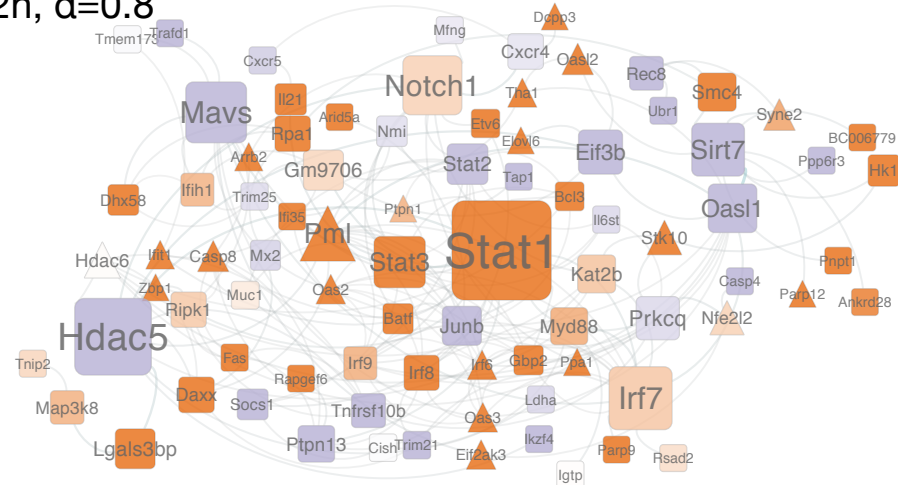 2h, α=0.8
Dcpp3
Tmem173
Trafd1
Mfng
Cxcr4
Oasl2
Cxcr5
Rec8
Notch1
Tha1
Smc4
Il21
Mavs
Arid5a
Etv6
Ubr1
Syne2
Rpa1
Nmi
Elovl6
BC006779
Arrb2
Gm9706
Stat2
Eif3b
Sirt7
Ppp6r3
Hk1
Tap1
Ifih1
Trim25
Bcl3
Dhx58
Ptpn1
Oasl1
Ifi35
Il6st
Pml
Stk10
Hdac6
Ifit1
Casp8
Mx2
Stat3
Stat1
Pnpt1
Kat2b
Casp4
Zbp1
Oas2
Muc1
Parp12
Ankrd28
Ripk1
Batf
Junb
Myd88
Prkcq
Nfe2l2
Hdac5
Fas
Irf9
Irf8
Irf6
Gbp2
Ppa1
Tnip2
Rapgef6
Daxx
Socs1
Ldha
Irf7
Map3k8
Tnfrsf10b
Oas3
Lgals3bp
Ptpn13
Cish
Trim21
Ikzf4
Eif2ak3
Parp9
Rsad2
Igtp